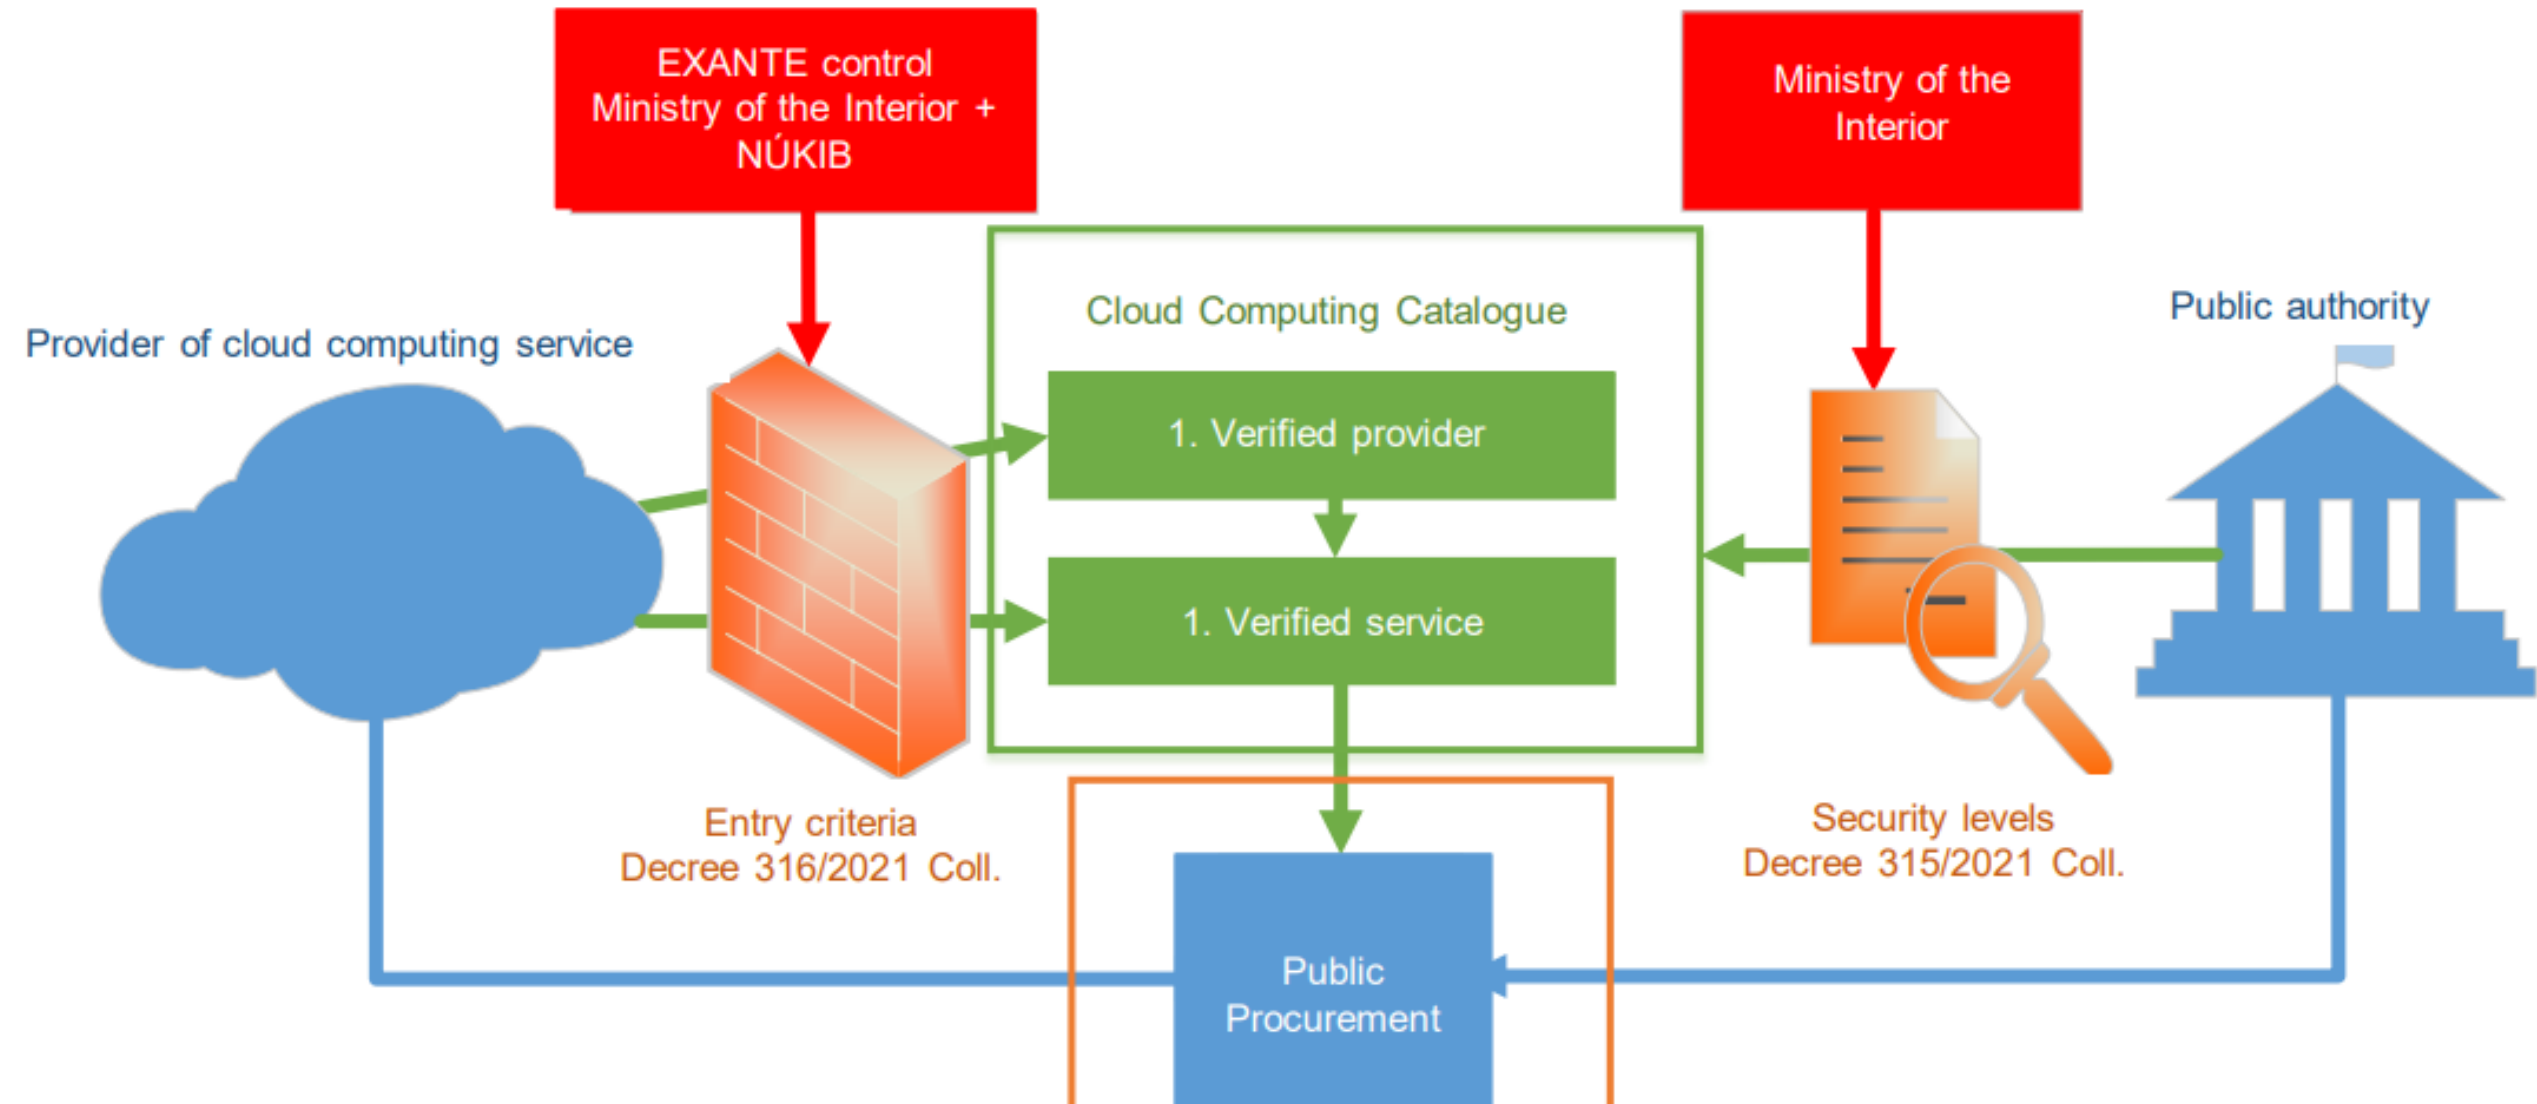 EXANTE control
Ministry of the Interior +
NÚKIB
Ministry of the
Interior
Provider of cloud computing service
Cloud Computing Catalogue
Public authority
1. Verified provider
1. Verified service
Entry criteria
Decree 316/2021 Coll.
Security levels
Decree 315/2021 Coll.
Public
Procurement